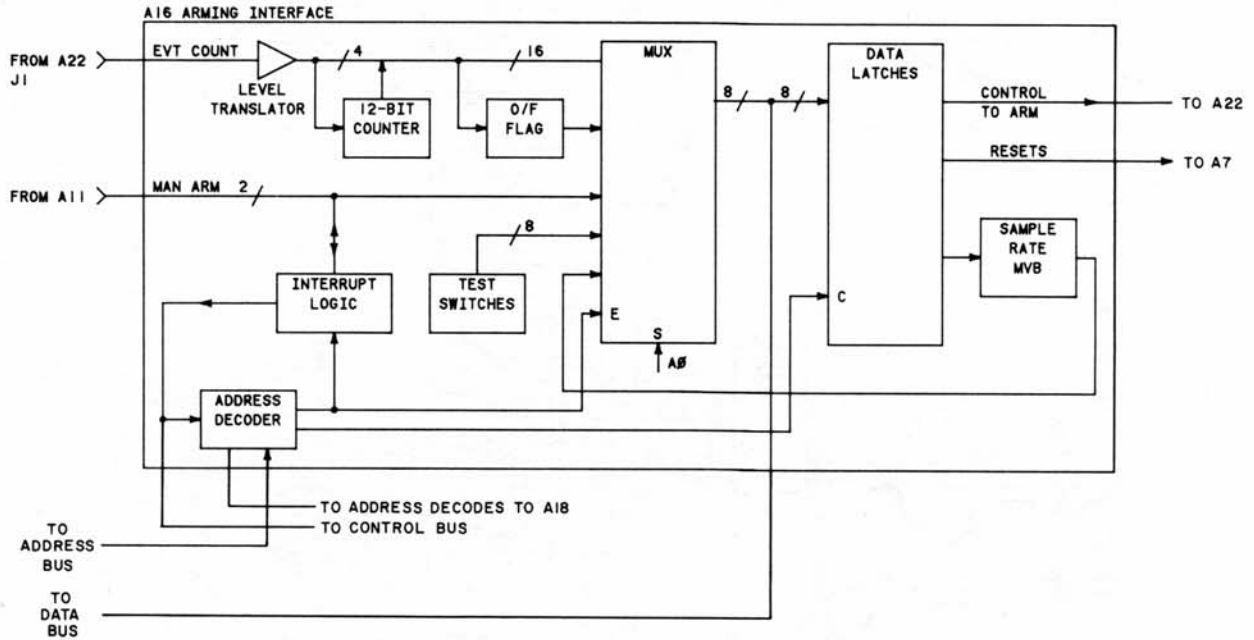 A16 ARMING INTERFACE
FROM A22
J1
EVT COUNT
LEVEL
TRANSLATOR
4
12-BIT
COUNTER
16
O/F
FLAG
MUX
8
8
DATA
LATCHES
CONTROL
TO ARM
TO A22
RESETS
TO A7
FROM A11
MAN ARM 2
8
INTERRUPT
LOGIC
TEST
SWITCHES
E
S
AØ
C
SAMPLE
RATE
MVB
ADDRESS
DECODER
TO ADDRESS DECODES TO A18
TO CONTROL BUS
TO
ADDRESS
BUS
TO
DATA
BUS